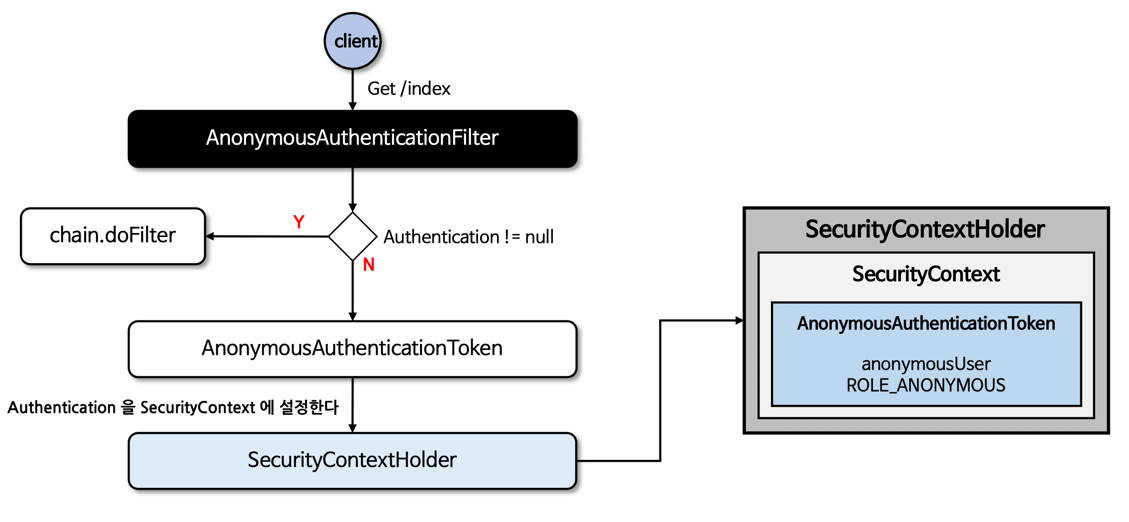 client
Get /index
AnonymousAuthenticationFilter
Y
chain.doFilter
Authentication != null
N
AnonymousAuthenticationToken
Authentication 을 SecurityContext 에 설정한다
SecurityContextHolder
SecurityContextHolder
SecurityContext
AnonymousAuthenticationToken
anonymousUser
ROLE_ANONYMOUS